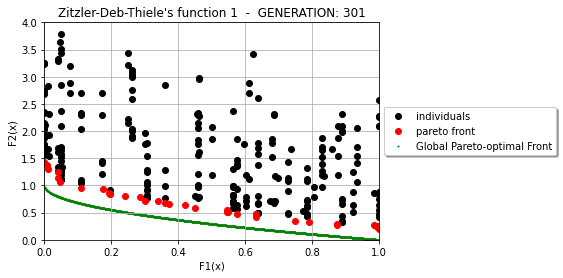 Zitzler-Deb-Thiele's function 1 - GENERATION: 301
4.0
3.5
3.0
2.5
2.0
1.5
1.0
0.5
0.0
F2(x)
0.0 0.2 0.4 0.6 0.8 1.0
F1(x)
individuals
pareto front
Global Pareto-optimal Front